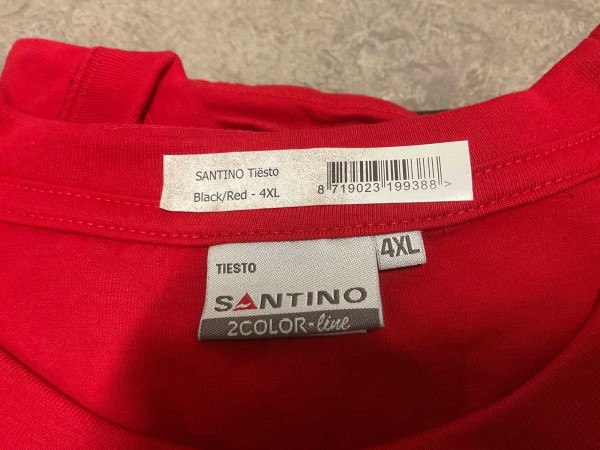 SANTINO Tiësto
Black/Red - 4XL
8 719023 199388 >
4XL
TIESTO
SANTINO
2COLOR-line